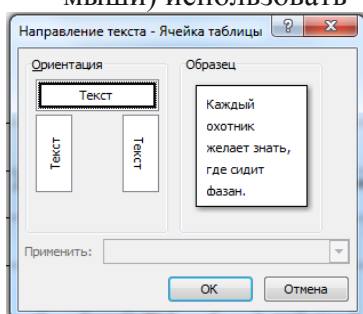 мыши) использовать
Направление текста - Ячейка таблицы
Ориентация
Образец
Текст
Текст
Текст
Каждый
охотник
желает знать,
где сидит
фазан.
Применить:
ОК
Отмена